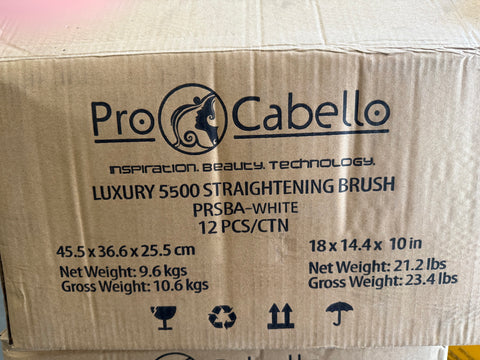 Pro Cabello
Inspiration. Beauty. Technology.
LUXURY 5500 STRAIGHTENING BRUSH
PRSBA-WHITE
12 PCS/CTN
45.5 x 36.6 x 25.5 cm
Net Weight: 9.6 kgs
Gross Weight: 10.6 kgs
18 x 14.4 x 10 in
Net Weight: 21.2 lbs
Gross Weight: 23.4 lbs
Cabello